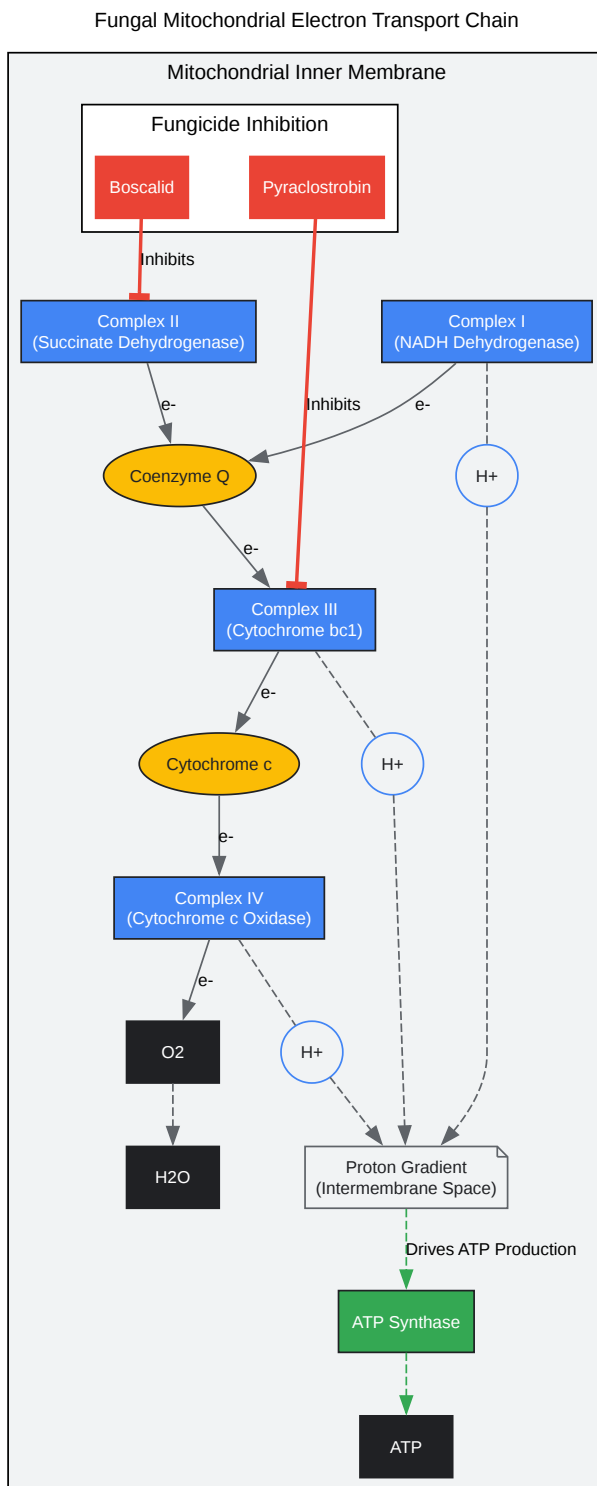 Fungal Mitochondrial Electron Transport Chain
Mitochondrial Inner Membrane
Fungicide Inhibition
Boscalid
Pyraclostrobin
Inhibits
Complex II
(Succinate Dehydrogenase)
Complex I
(NADH Dehydrogenase)
e-
Inhibits
e-
Coenzyme Q
H+
e-
Complex III
(Cytochrome bc1)
e-
Cytochrome c
H+
e-
Complex IV
(Cytochrome c Oxidase)
e-
O2
H+
H2O
Proton Gradient
(Intermembrane Space)
Drives ATP Production
ATP Synthase
ATP